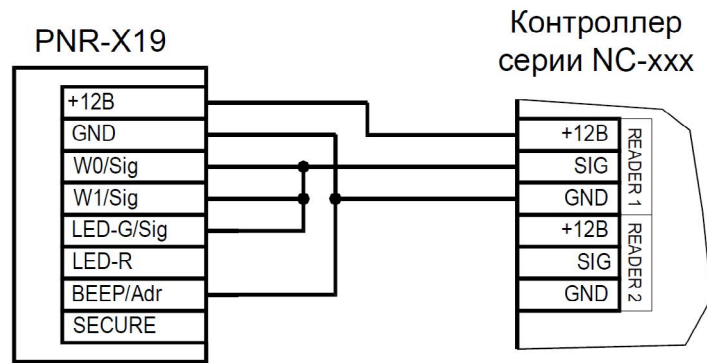 PNR-X19
+12В
GND
W0/Sig
W1/Sig
LED-G/Sig
LED-R
BEEP/Adr
SECURE
Контроллер
серии NC-xxx
+12В
SIG
GND
READER 1
+12В
SIG
GND
READER 2